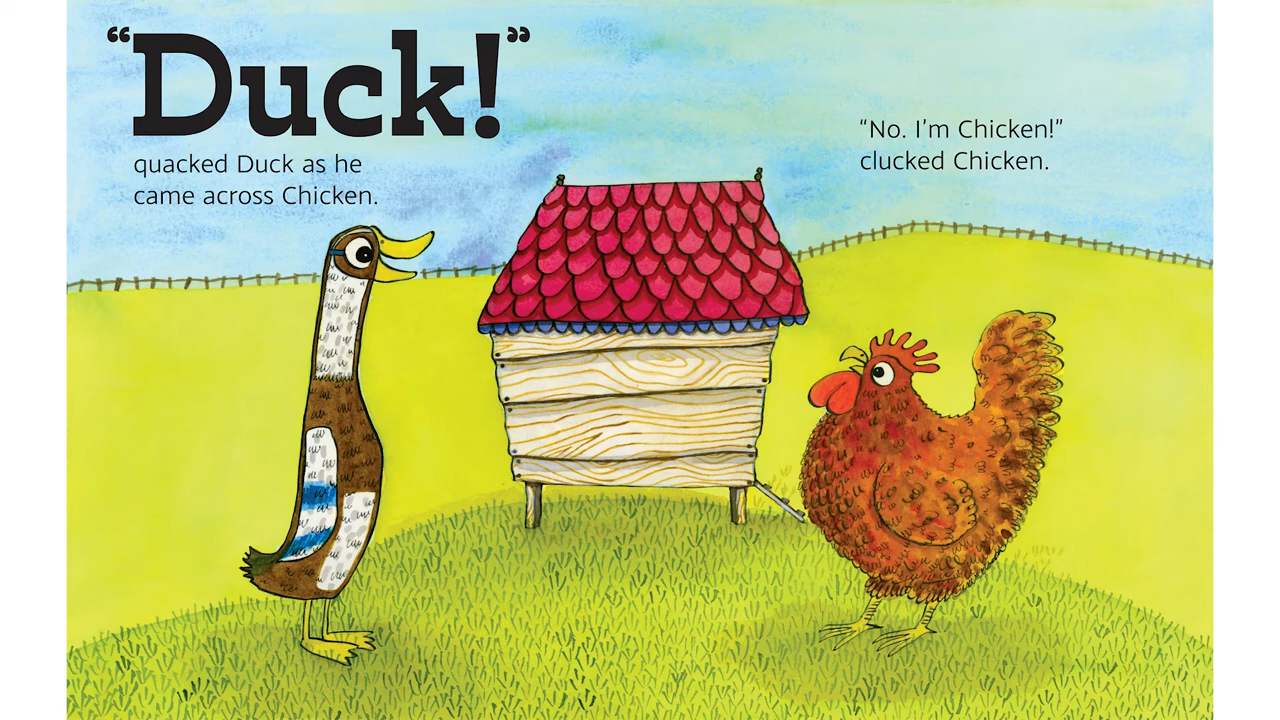 “Duck!”
quacked Duck as he
came across Chicken.
“No. I’m Chicken!”
clucked Chicken.